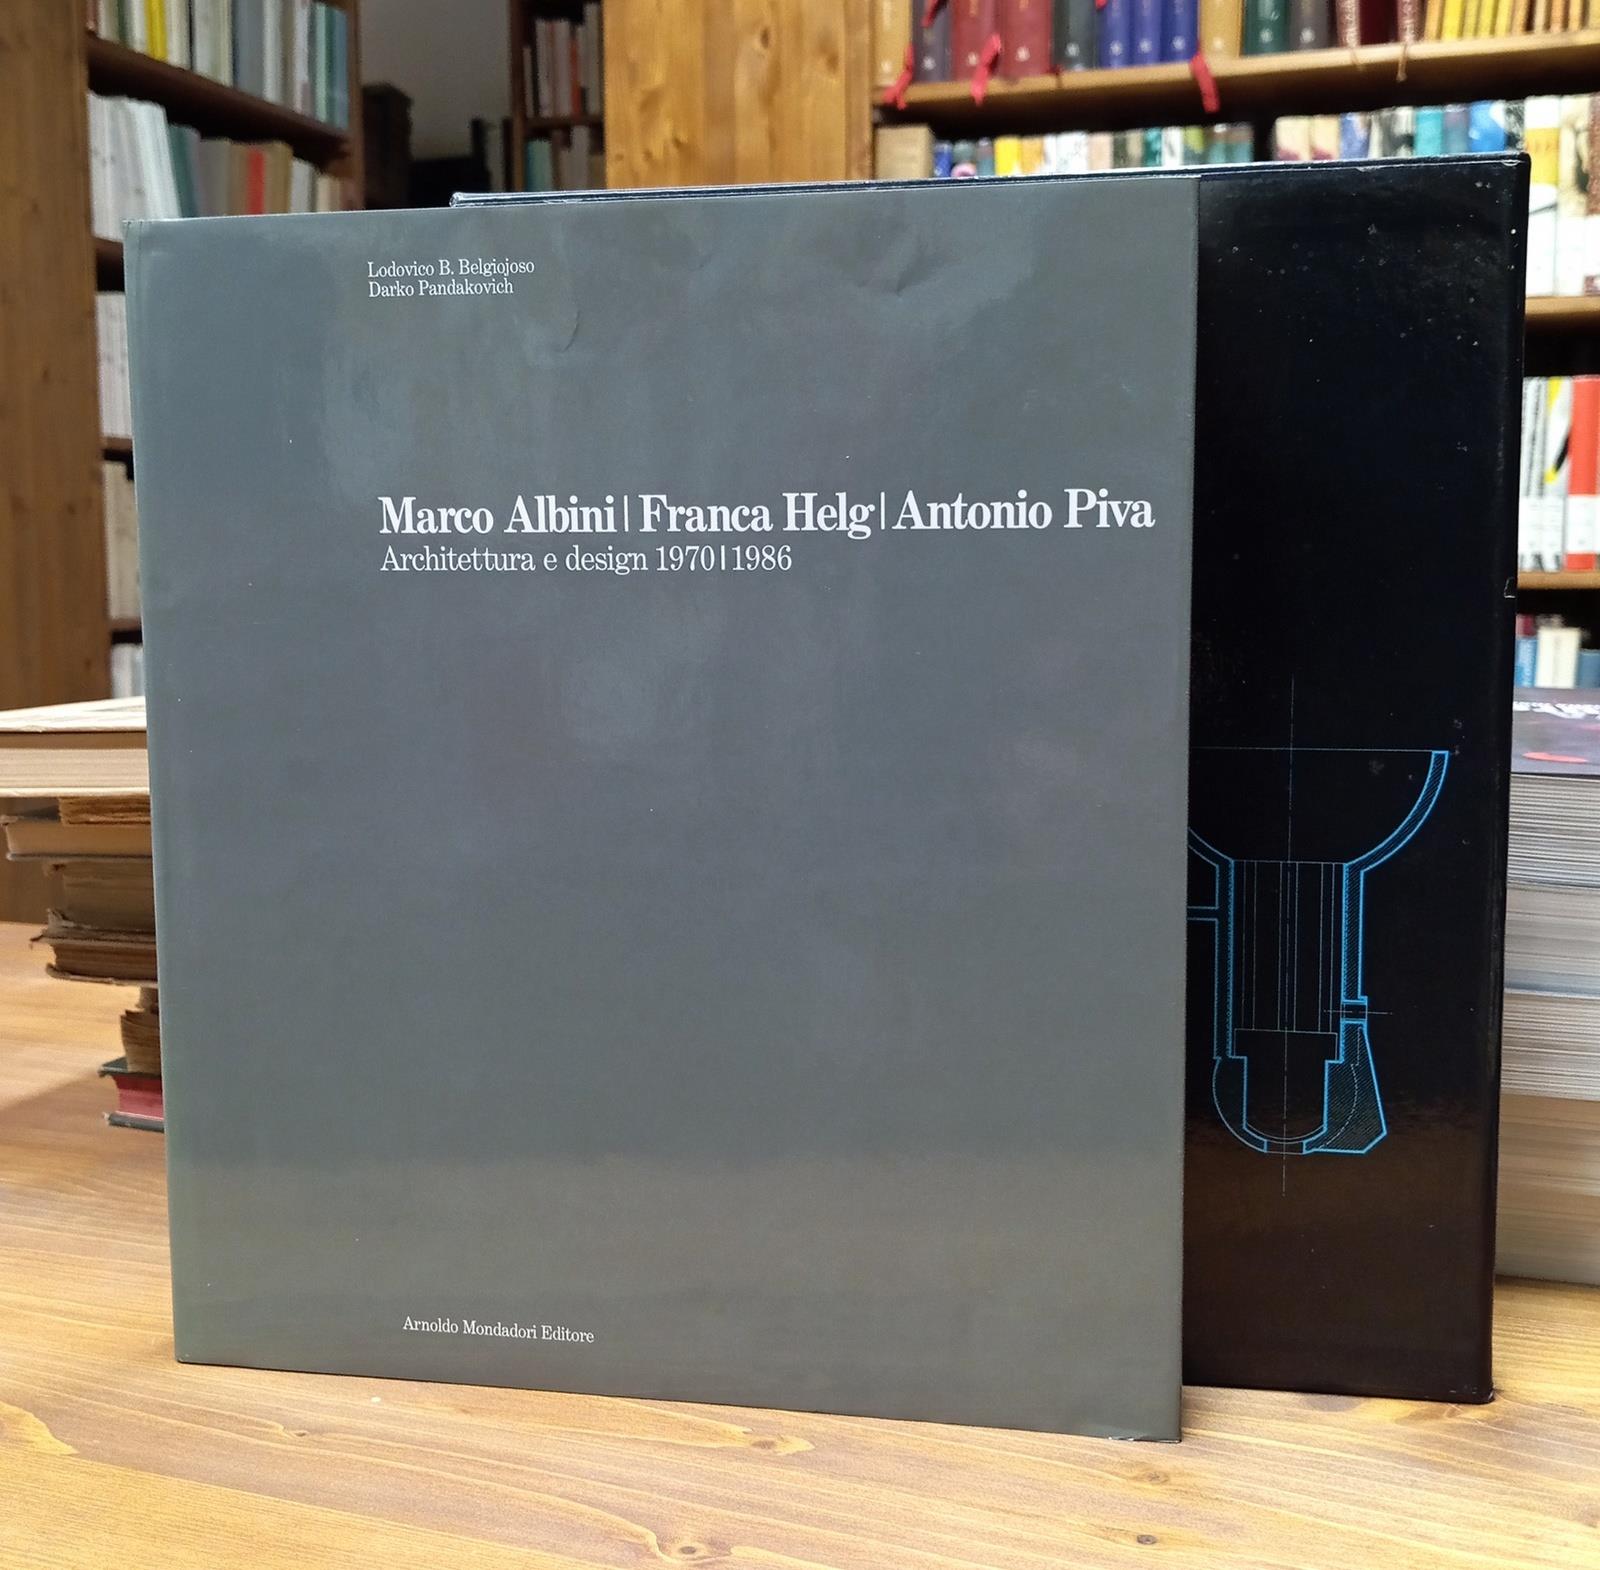 Lodovico B. Belgiojoso
Darko Pandakovich
Marco Albini | Franca Helg | Antonio Piva
Architettura e design 1970 | 1986
Arnoldo Mondadori Editore